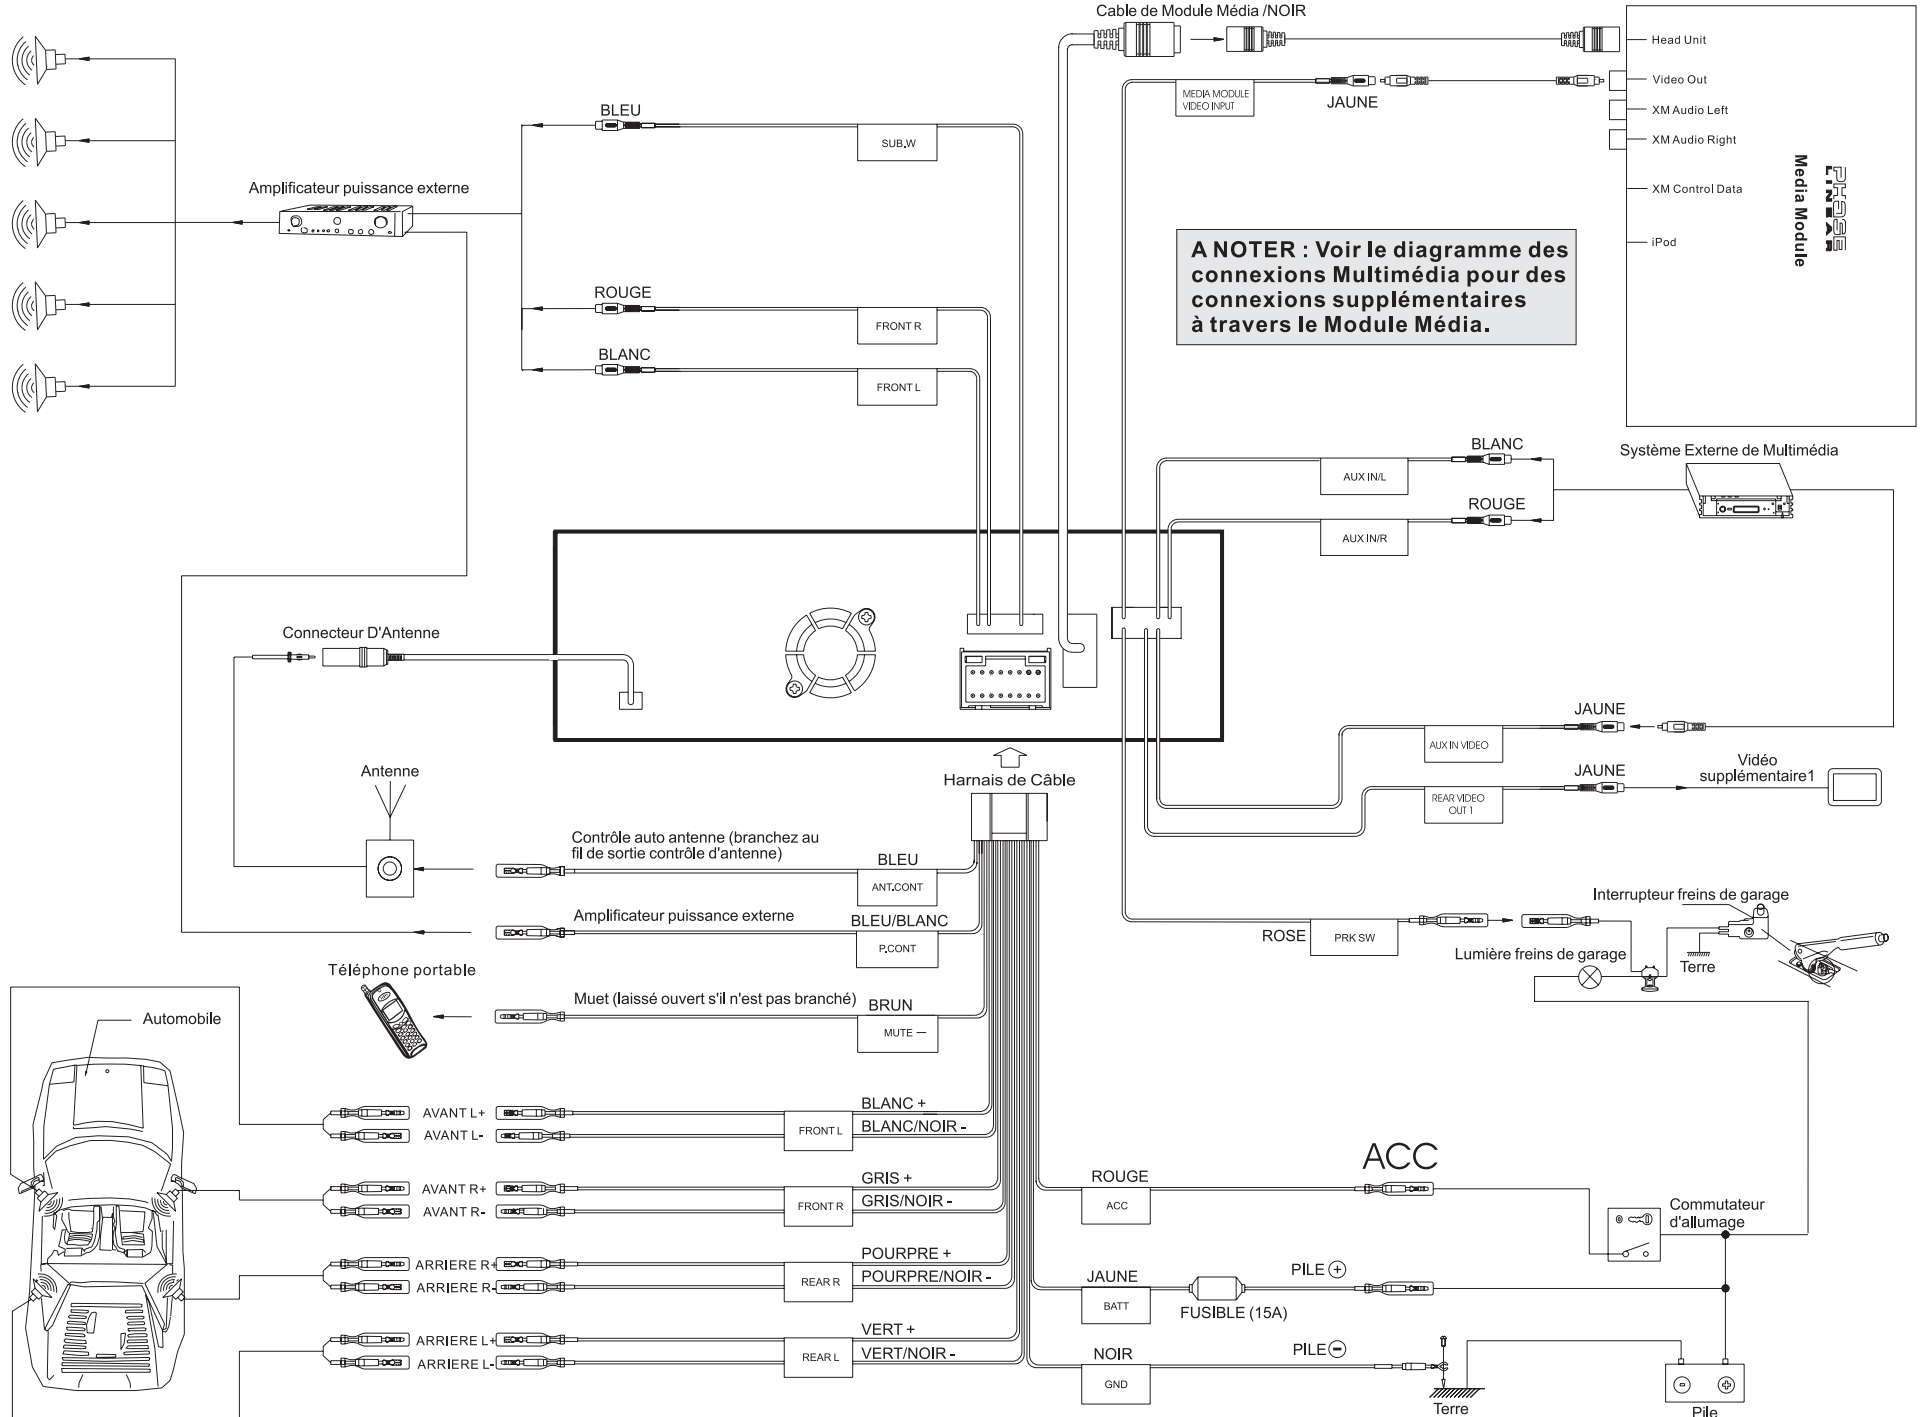 Cable de Module Média /NOIR
Head Unit
Video Out
XM Audio Left
XM Audio Right
XM Control Data
iPod
PHASE
LINEAR
Media Module
MEDIA MODULE
VIDEO INPUT
JAUNE
BLEU
SUB.W
Amplificateur puissance externe
ROUGE
FRONT R
BLANC
FRONT L
A NOTER : Voir le diagramme des
connexions Multimédia pour des
connexions supplémentaires
à travers le Module Média.
BLANC
AUX IN/L
ROUGE
AUX IN/R
Système Externe de Multimédia
Connecteur D'Antenne
JAUNE
AUX IN VIDEO
JAUNE
REAR VIDEO
OUT 1
Vidéo
supplémentaire1
Harnais de Câble
Antenne
Contrôle auto antenne (branchez au
fil de sortie contrôle d'antenne)
BLEU
ANT.CONT
Amplificateur puissance externe
BLEU/BLANC
P.CONT
ROSE
PRK SW
Interrupteur freins de garage
Lumière freins de garage
Terre
Téléphone portable
Muet (laissé ouvert s'il n'est pas branché)
BRUN
MUTE —
Automobile
AVANT L+
AVANT L-
FRONT L
BLANC +
BLANC/NOIR -
AVANT R+
AVANT R-
FRONT R
GRIS +
GRIS/NOIR -
ARRIERE R+
ARRIERE R-
REAR R
POURPRE +
POURPRE/NOIR -
ARRIERE L+
ARRIERE L-
REAR L
VERT +
VERT/NOIR -
ACC
ROUGE
ACC
Commutateur
d'allumage
JAUNE
BATT
FUSIBLE (15A)
PILE +
NOIR
GND
PILE -
Terre
- +
Pile